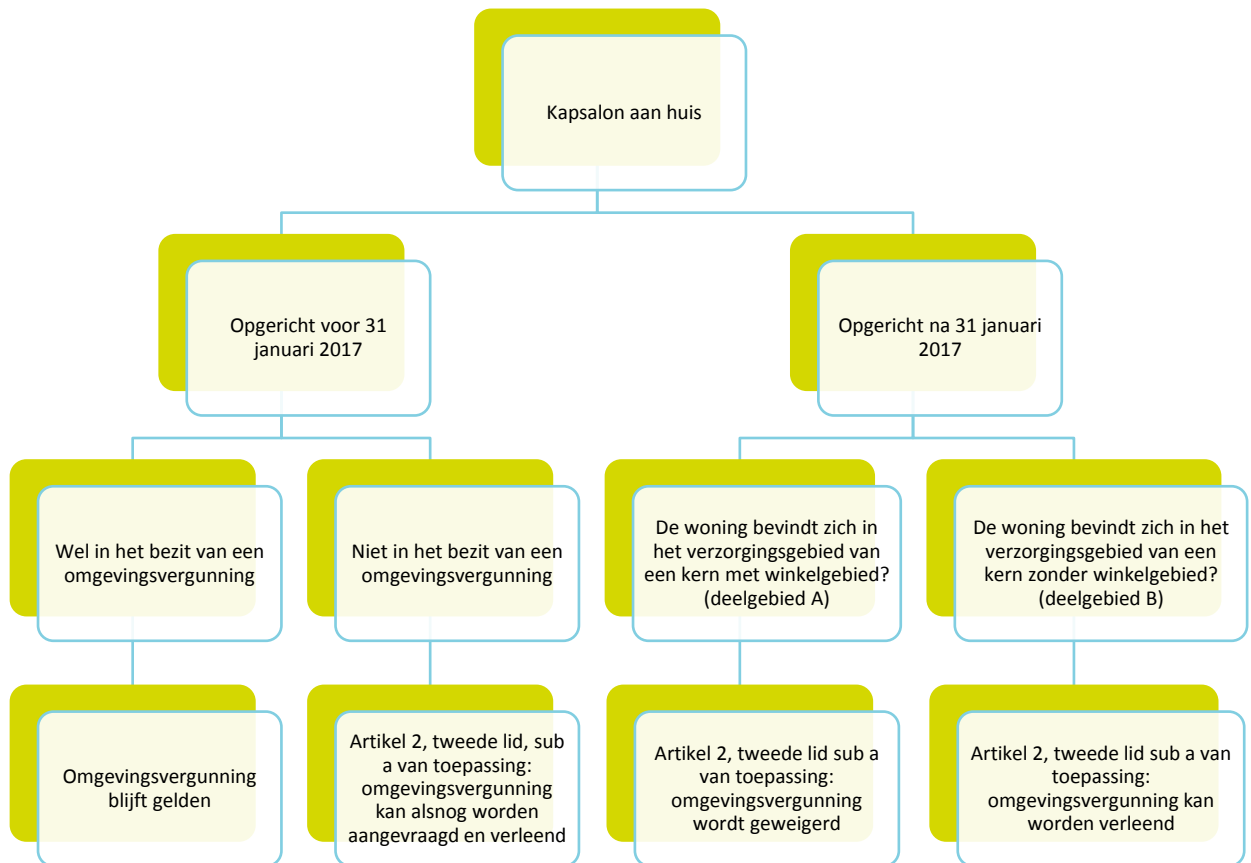 Kapsalon aan huis
Opgericht voor 31
januari 2017
Opgericht na 31 januari
2017
Wel in het bezit van een
omgevingsvergunning
Niet in het bezit van een
omgevingsvergunning
De woning bevindt zich in
het verzorgingsgebied van
een kern met winkelgebied?
(deelgebied A)
De woning bevindt zich in het
verzorgingsgebied van een
kern zonder winkelgebied?
(deelgebied B)
Omgevingsvergunning
blijft gelden
Artikel 2, tweede lid, sub
a van toepassing:
omgevingsvergunning
kan alsnog worden
aangevraagd en verleend
Artikel 2, tweede lid sub a
van toepassing:
omgevingsvergunning
wordt geweigerd
Artikel 2, tweede lid sub a van
toepassing:
omgevingsvergunning kan
worden verleend